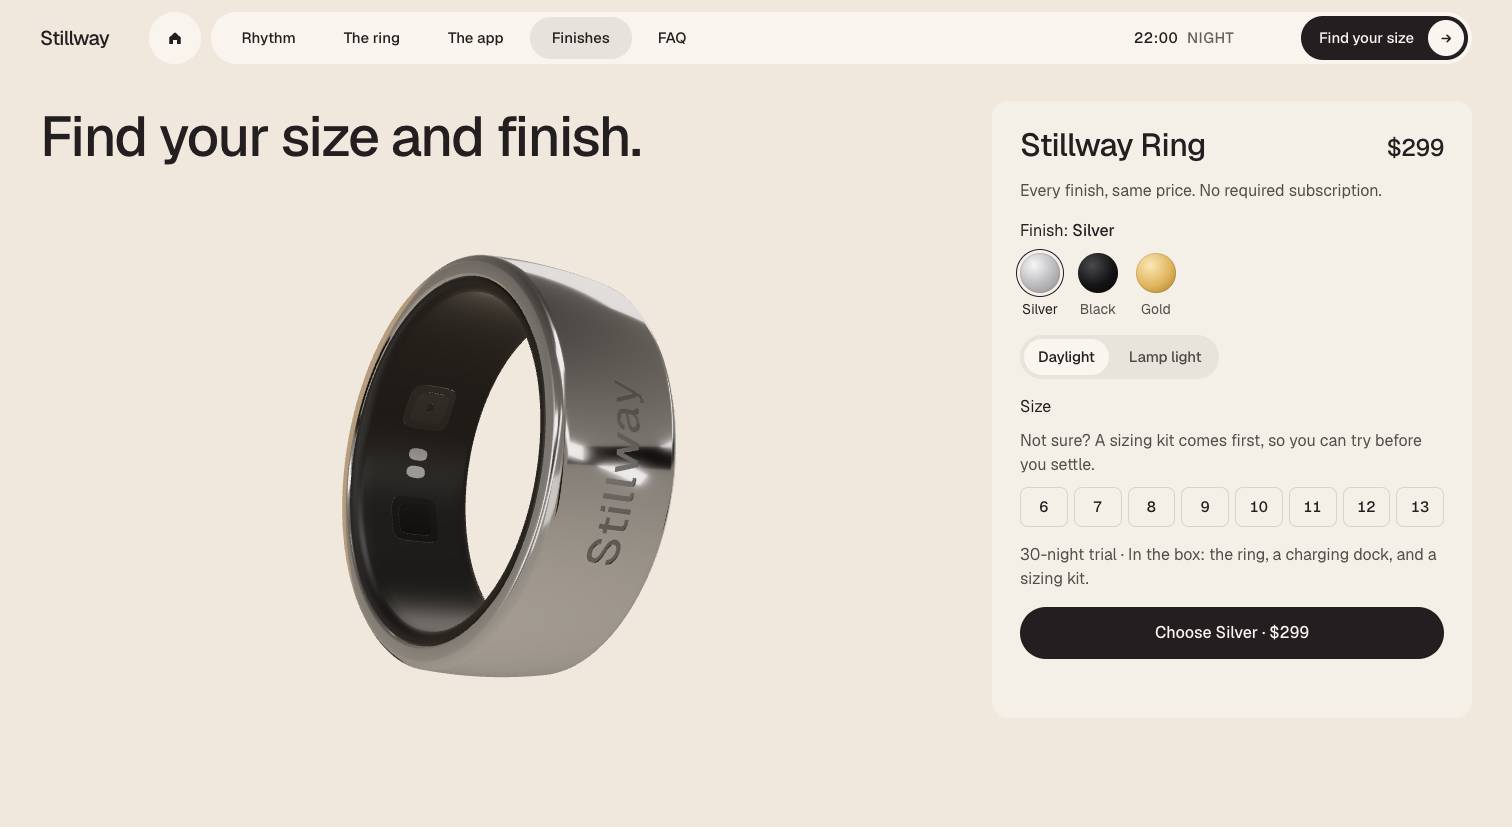 Stillway
Rhythm
The ring
The app
Finishes
FAQ
22:00 NIGHT
Find your size
Find your size and finish.
Stillway
Stillway Ring
$299
Every finish, same price. No required subscription.
Finish: Silver
Silver
Black
Gold
Daylight
Lamp light
Size
Not sure? A sizing kit comes first, so you can try before
you settle.
6
7
8
9
10
11
12
13
30-night trial · In the box: the ring, a charging dock, and a
sizing kit.
Choose Silver · $299